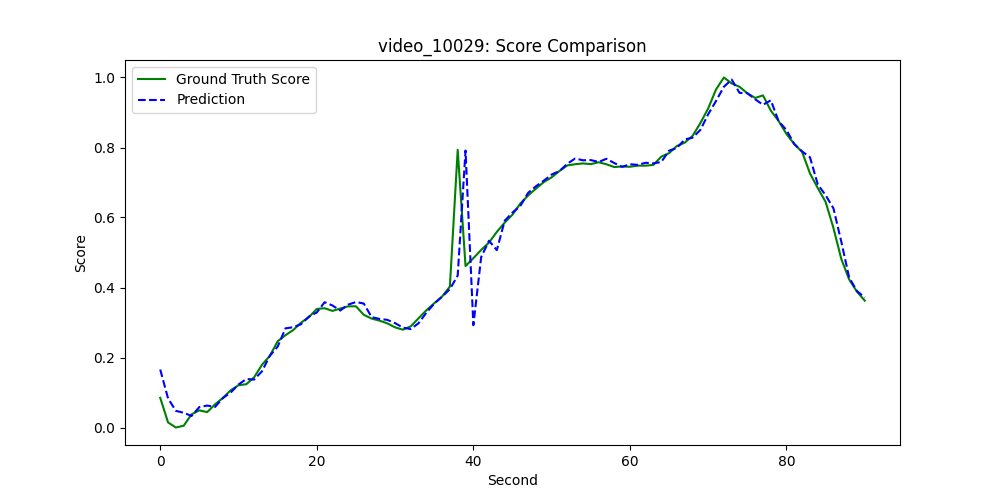 video_10029: Score Comparison
Ground Truth Score
Prediction
1.0
0.8
0.6
0.4
0.2
0.0
Score
0 20 40 60 80
Second